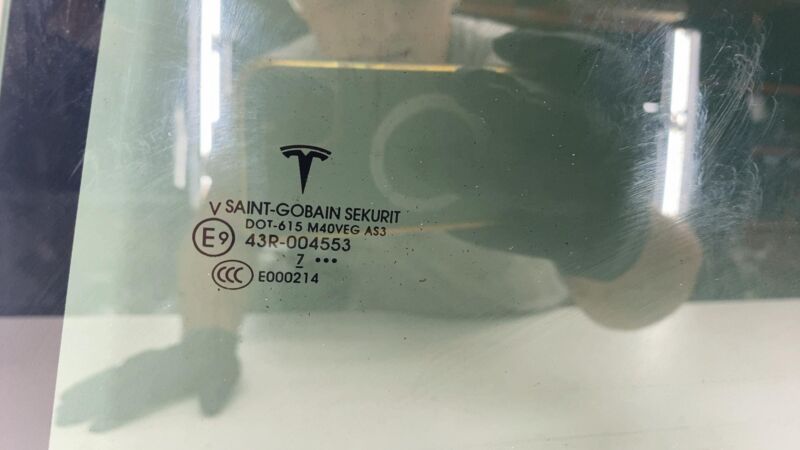 V SAINT-GOBAIN SEKURIT
DOT-615 M40VEG AS3
E9 43R-004553
7 •••
CCC E000214